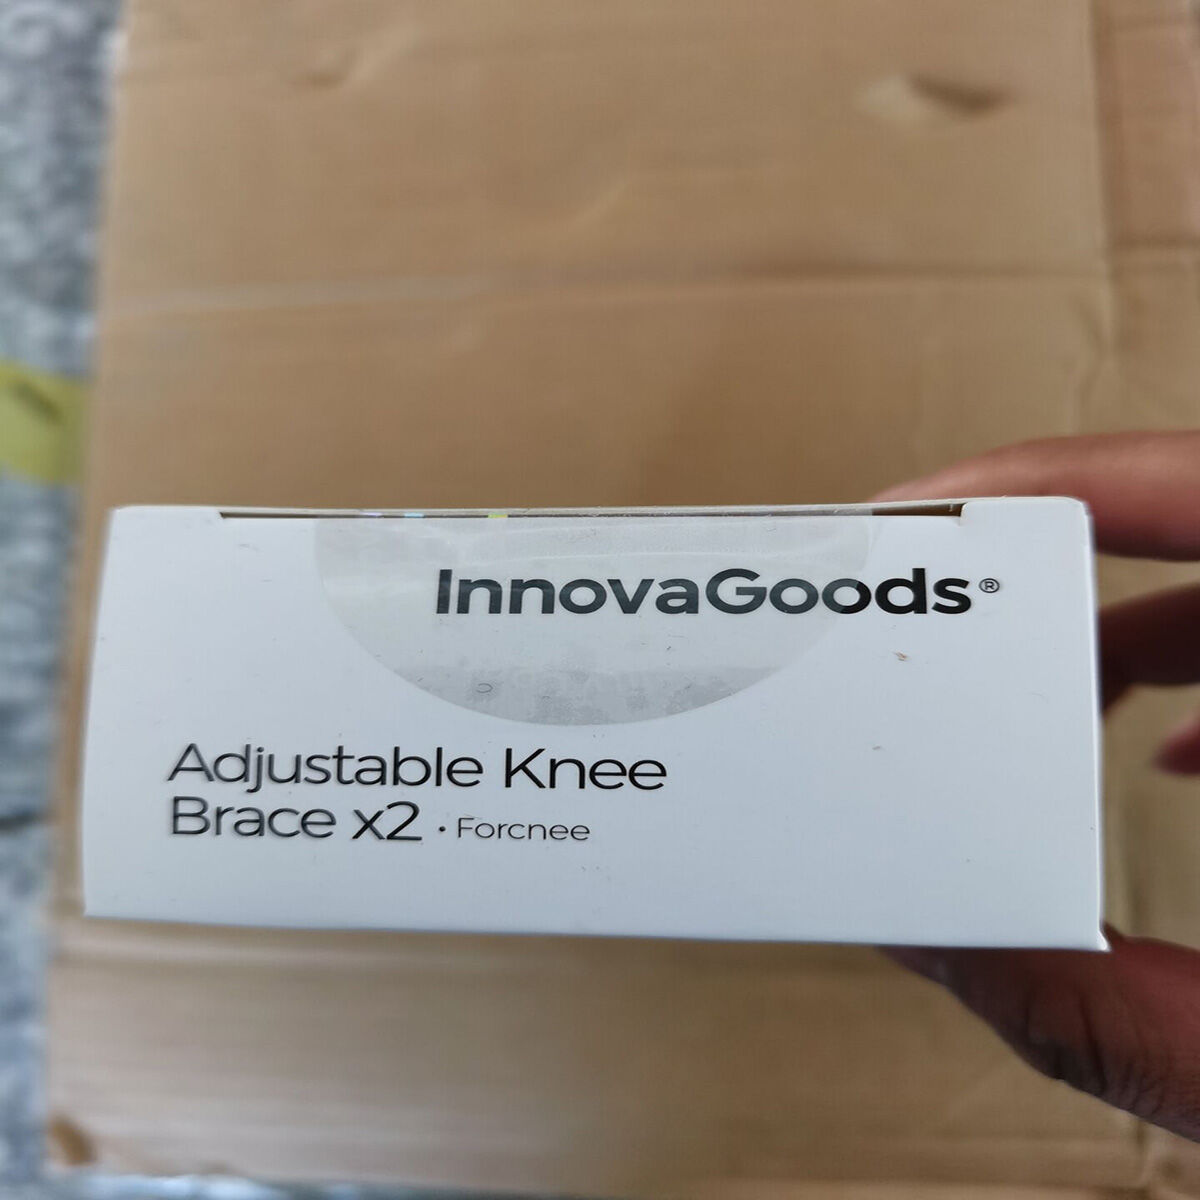 InnovaGoods®
Adjustable Knee
Brace x2 · Forcnee